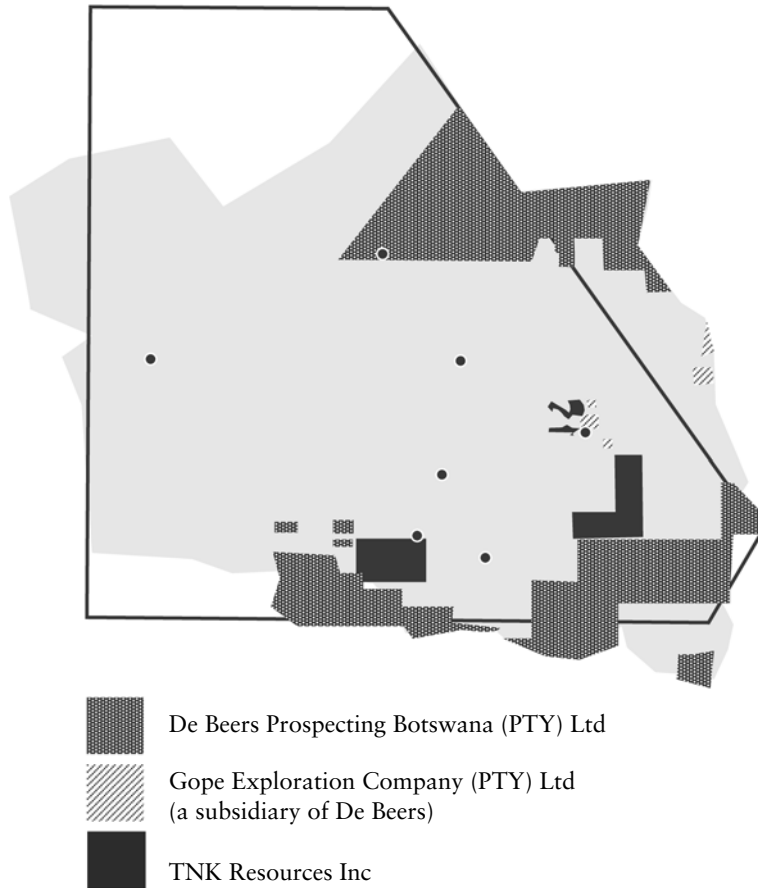 De Beers Prospecting Botswana (PTY) Ltd
Gope Exploration Company (PTY) Ltd
(a subsidiary of De Beers)
TNK Resources Inc